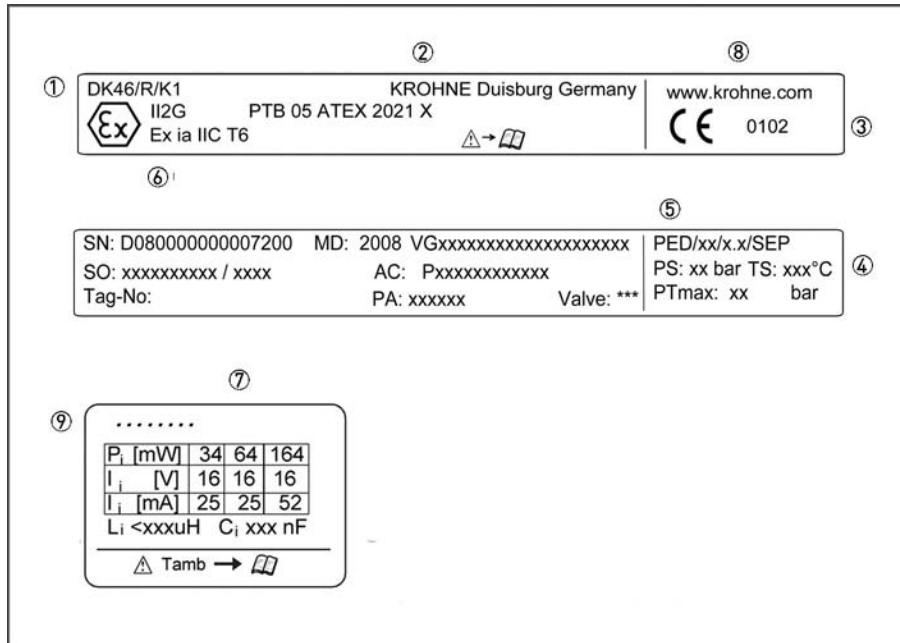 ② ⑧
① DK46/R/K1 KROHNE Duisburg Germany www.krohne.com
Ex II2G PTB 05 ATEX 2021 X CE 0102 ③
Ex ia IIC T6
⑥
⑤
SN: D080000000007200 MD: 2008 VGxxxxxxxxxxxxxxxxxxxx PED/xx/x.x/SEP
SO: xxxxxxxxxx / xxxx AC: Pxxxxxxxxxxxx PS: xx bar TS: xxx°C ④
Tag-No: PA: xxxxxx Valve: *** PTmax: xx bar
⑦
⑨ ........
Pi [mW] 34 64 164
Ii [V] 16 16 16
Ii [mA] 25 25 52
Li <xxxuH Ci xxx nF
⚠ Tamb →